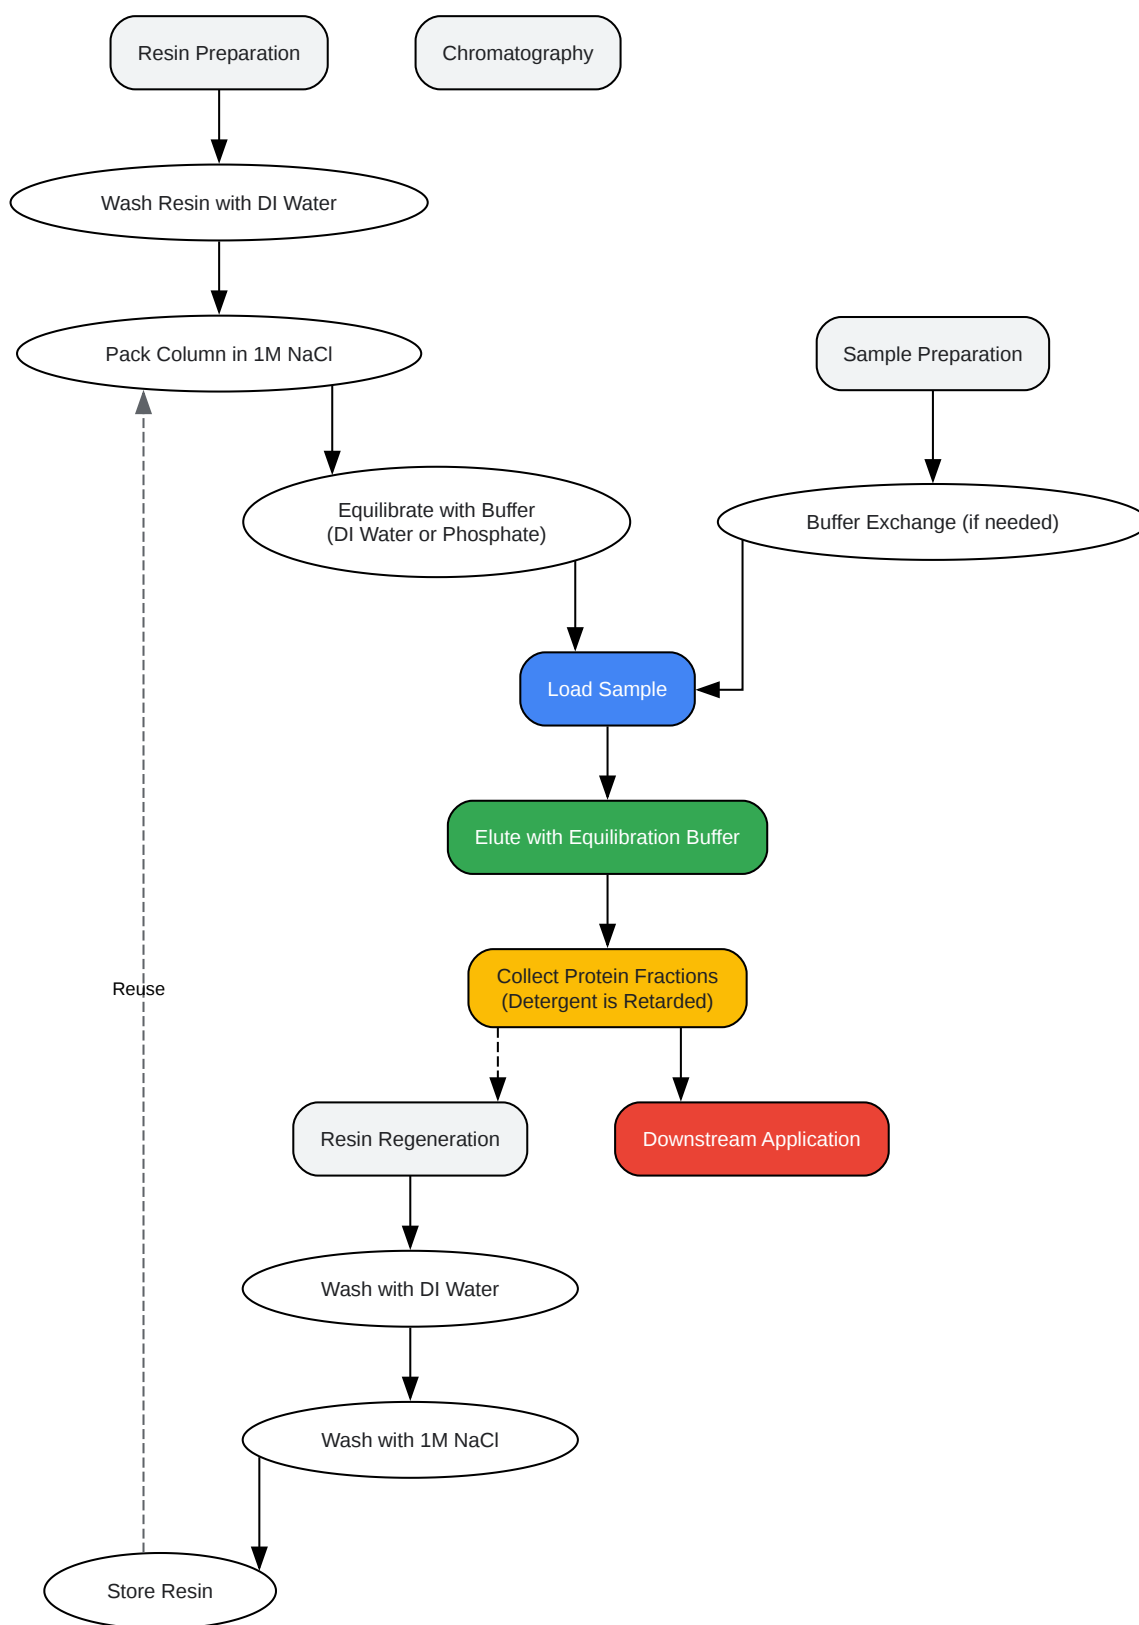 Resin Preparation
Chromatography
Wash Resin with DI Water
Pack Column in 1M NaCl
Sample Preparation
Equilibrate with Buffer
(DI Water or Phosphate)
Buffer Exchange (if needed)
Load Sample
Elute with Equilibration Buffer
Collect Protein Fractions
(Detergent is Retarded)
Reuse
Resin Regeneration
Downstream Application
Wash with DI Water
Wash with 1M NaCl
Store Resin